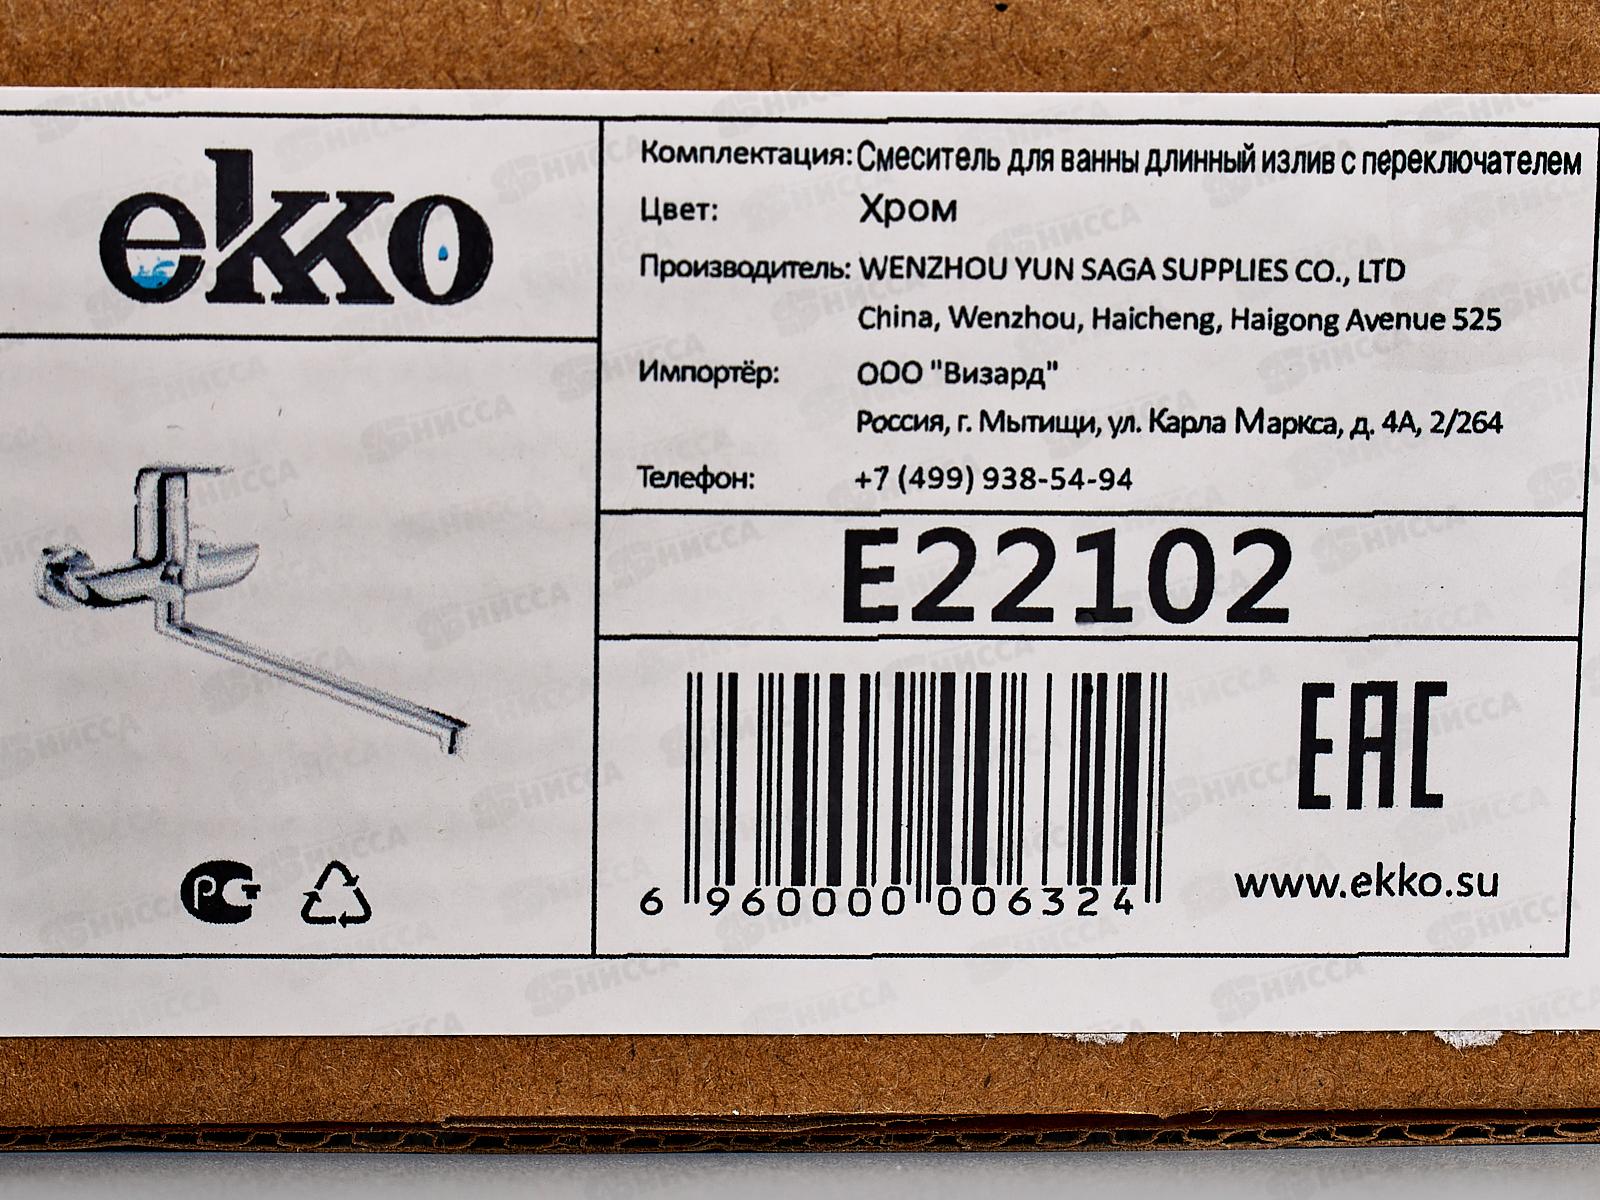 ekko
Комплектация: Смеситель для ванны длинный излив с переключателем
Цвет: Хром
Производитель: WENZHOU YUN SAGA SUPPLIES CO., LTD
China, Wenzhou, Haicheng, Haigong Avenue 525
Импортёр: ООО "Визард"
Россия, г. Мытищи, ул. Карла Маркса, д. 4А, 2/264
Телефон: +7 (499) 938-54-94
E22102
6 960000 006324
EAC
www.ekko.su
РСТ
НИССА